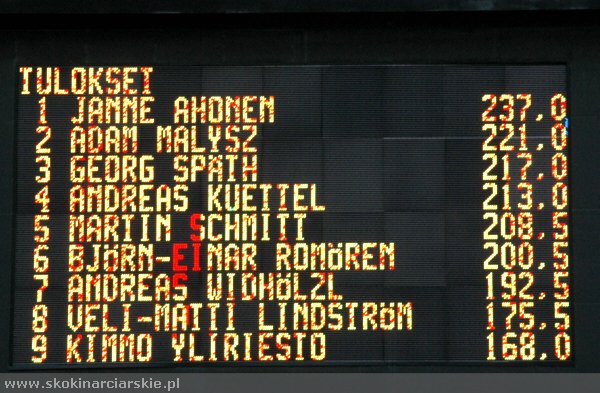 TULOKSET
1 JANNE AHONEN 237,0
2 ADAM MALYSZ 221,0
3 GEORG SPÄTH 217,0
4 ANDREAS KUETTEL 213,0
5 MARTIN SCHMITT 208,5
6 BJÖRN-EINAR ROMÖREN 200,5
7 ANDREAS WIDHÖLZL 192,5
8 VELI-MATTI LINDSTRÖM 175,5
9 KIMMO YLIRIESTO 168,0
www.skokinarciarskie.pl